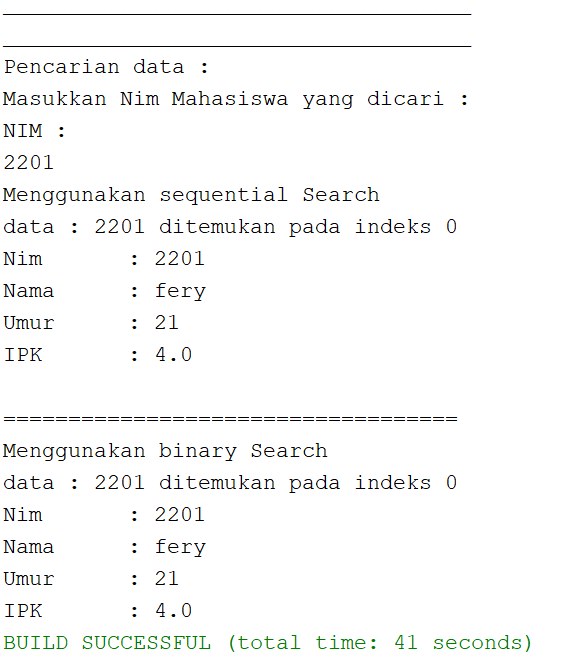 Pencarian data :
Masukkan Nim Mahasiswa yang dicari :
NIM :
2201
Menggunakan sequential Search
data : 2201 ditemukan pada indeks 0
Nim       : 2201
Nama      : fery
Umur      : 21
IPK       : 4.0
===================================
Menggunakan binary Search
data : 2201 ditemukan pada indeks 0
Nim       : 2201
Nama      : fery
Umur      : 21
IPK       : 4.0
BUILD SUCCESSFUL (total time: 41 seconds)